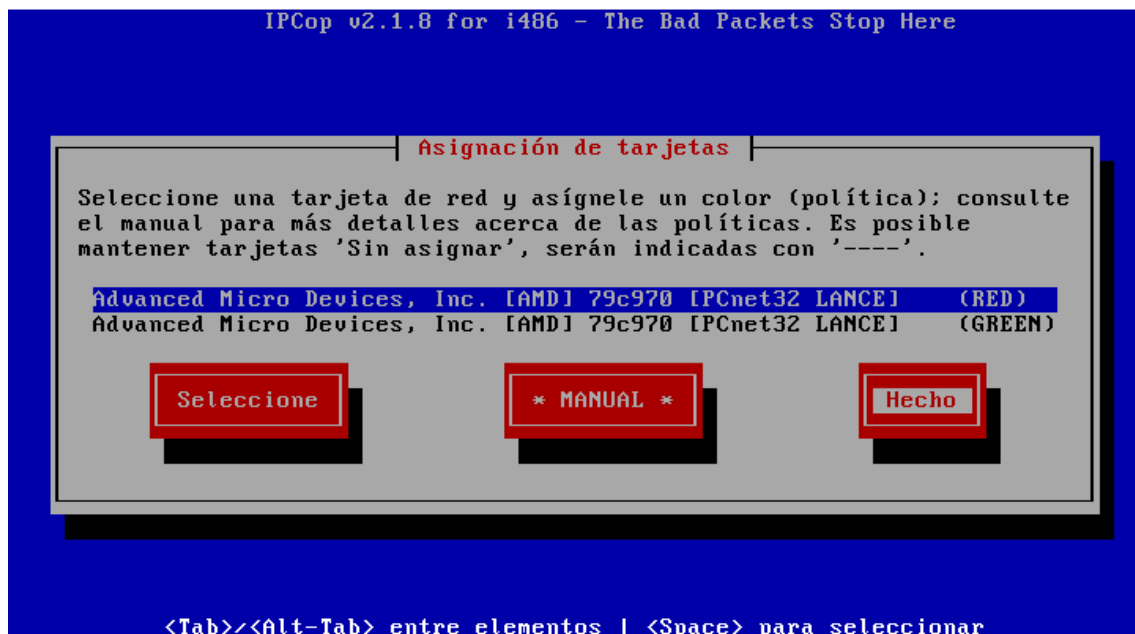 IPCop v2.1.8 for i486 - The Bad Packets Stop Here
Asignación de tarjetas
Seleccione una tarjeta de red y asígnele un color (política); consulte
el manual para más detalles acerca de las políticas. Es posible
mantener tarjetas 'Sin asignar', serán indicadas con '----'.
Advanced Micro Devices, Inc. [AMD] 79c970 [PCnet32 LANCE] (RED)
Advanced Micro Devices, Inc. [AMD] 79c970 [PCnet32 LANCE] (GREEN)
Seleccione * MANUAL * Hecho
<Tab>/<Alt-Tab> entre elementos | <Space> para seleccionar